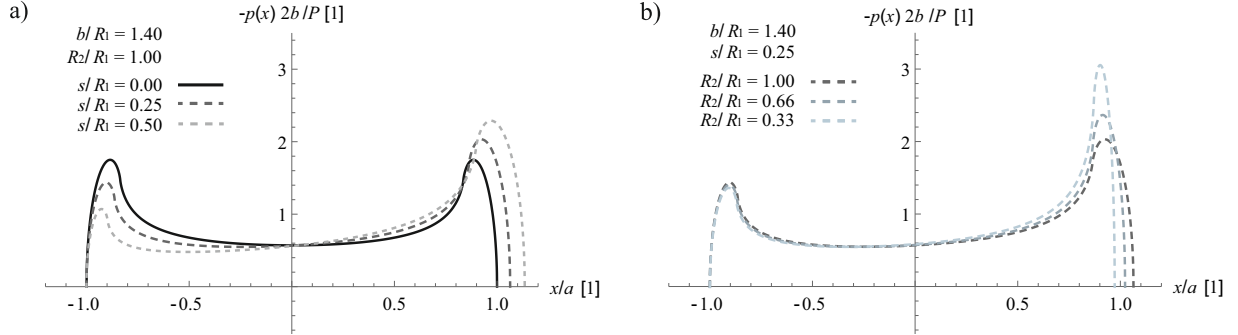 a)
-p(x) 2b/P [1]
b/R1 = 1.40
R2/R1 = 1.00
s/R1 = 0.00
s/R1 = 0.25
s/R1 = 0.50
3
2
1
-1.0 -0.5 0.5 1.0
x/a [1]
b)
-p(x) 2b/P [1]
b/R1 = 1.40
s/R1 = 0.25
R2/R1 = 1.00
R2/R1 = 0.66
R2/R1 = 0.33
3
2
1
-1.0 -0.5 0.5 1.0
x/a [1]